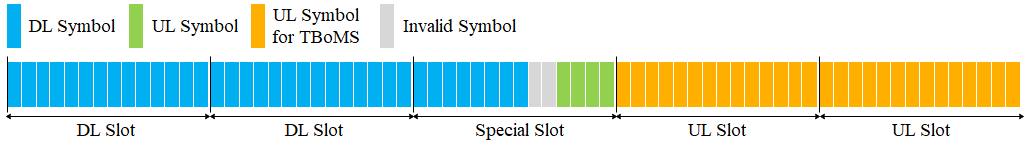 DL Symbol
UL Symbol
UL Symbol
for TBoMS
Invalid Symbol
DL Slot
DL Slot
Special Slot
UL Slot
UL Slot